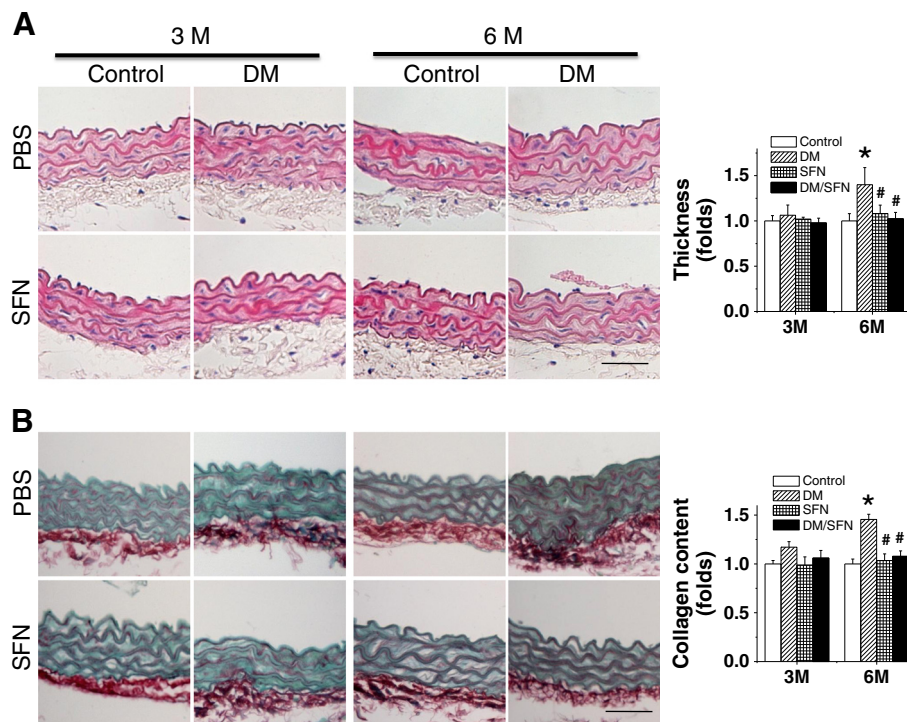 A
3 M
6 M
Control
DM
Control
DM
PBS
SFN
Control
DM
SFN
DM/SFN
Thickness
(folds)
1.5
1.0
0.5
0.0
*
#
#
3M
6M
B
PBS
SFN
Control
DM
SFN
DM/SFN
Collagen content
(folds)
1.5
1.0
0.5
0.0
*
#
#
3M
6M